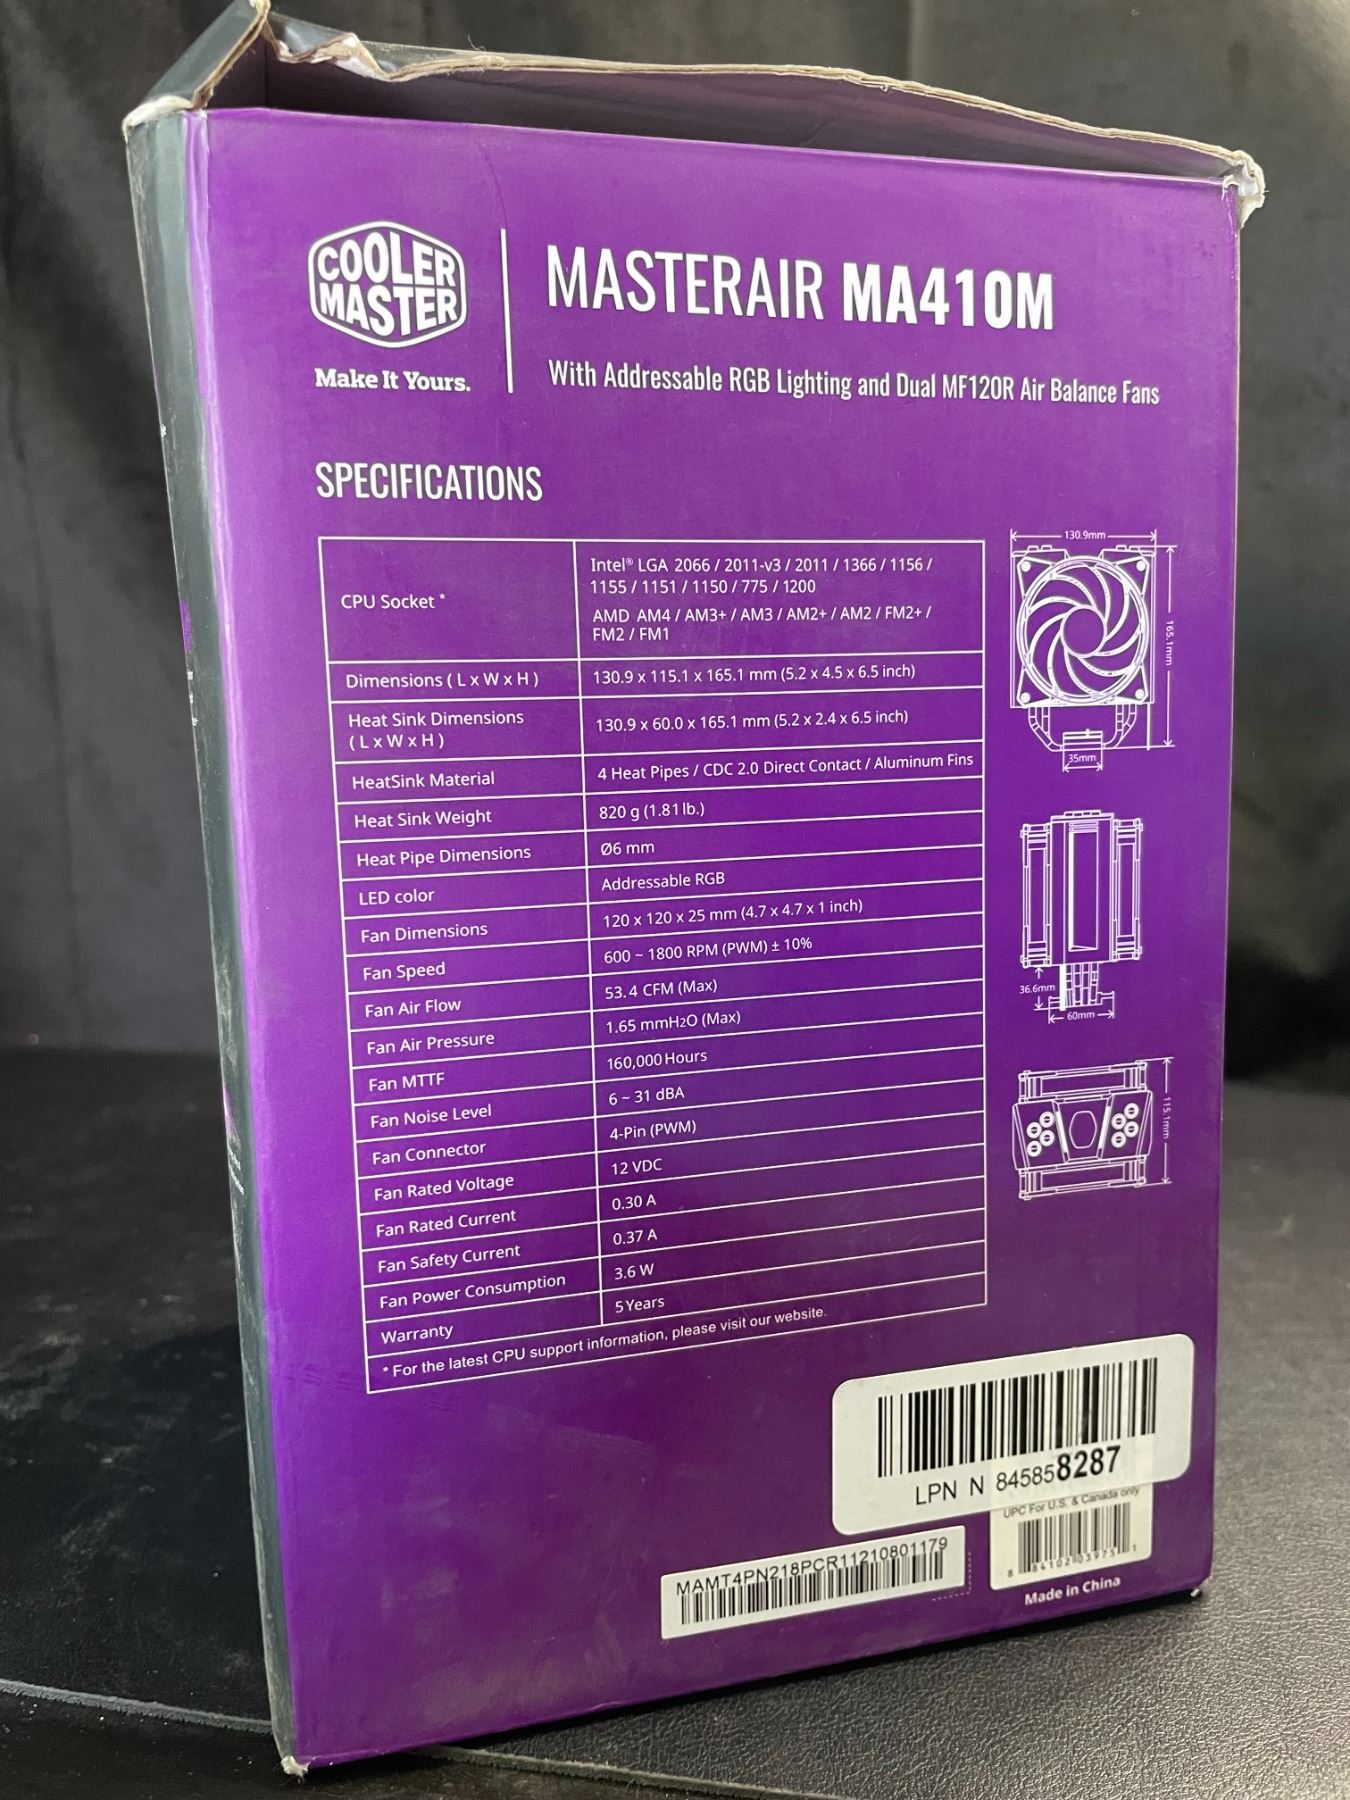 COOLER
MASTER
Make It Yours.
MASTERAIR MA410M
With Addressable RGB Lighting and Dual MF120R Air Balance Fans
SPECIFICATIONS
CPU Socket *
Intel® LGA 2066 / 2011-v3 / 2011 / 1366 / 1156 /
1155 / 1151 / 1150 / 775 / 1200
AMD AM4 / AM3+ / AM3 / AM2+ / AM2 / FM2+ /
FM2 / FM1
Dimensions ( L x W x H ) 130.9 x 115.1 x 165.1 mm (5.2 x 4.5 x 6.5 inch)
Heat Sink Dimensions
( L x W x H )
130.9 x 60.0 x 165.1 mm (5.2 x 2.4 x 6.5 inch)
HeatSink Material 4 Heat Pipes / CDC 2.0 Direct Contact / Aluminum Fins
Heat Sink Weight 820 g (1.81 lb.)
Heat Pipe Dimensions Ø6 mm
LED color Addressable RGB
Fan Dimensions 120 x 120 x 25 mm (4.7 x 4.7 x 1 inch)
Fan Speed 600 ~ 1800 RPM (PWM) ± 10%
Fan Air Flow 53.4 CFM (Max)
Fan Air Pressure 1.65 mmH2O (Max)
Fan MTTF 160,000 Hours
Fan Noise Level 6 ~ 31 dBA
Fan Connector 4-Pin (PWM)
Fan Rated Voltage 12 VDC
Fan Rated Current 0.30 A
Fan Safety Current 0.37 A
Fan Power Consumption 3.6 W
Warranty 5 Years
* For the latest CPU support information, please visit our website.
130.9mm
165.1mm
35mm
36.6mm
60mm
115.1mm
LPN N 845858287
UPC For U.S. & Canada only
8 84102 03975 1
MAMT4PN218PCR11210801179
Made in China